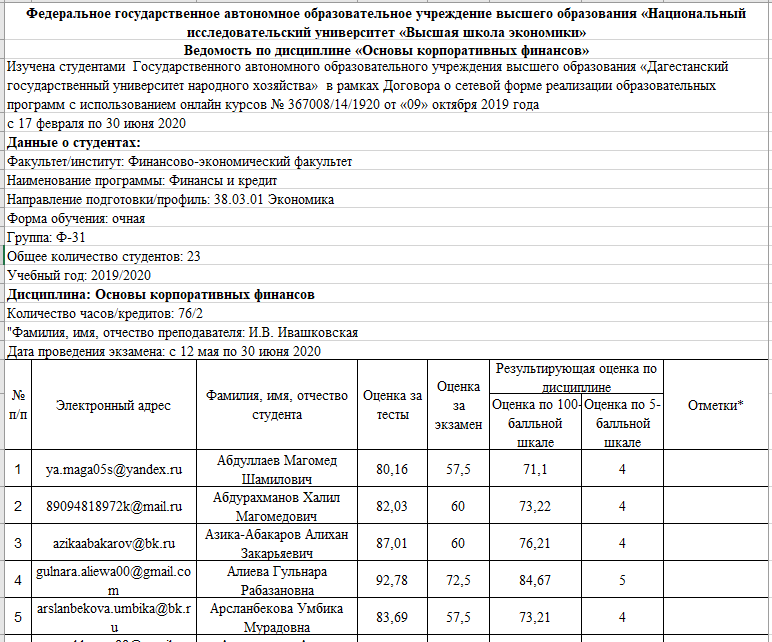 Федеральное государственное автономное образовательное учреждение высшего образования «Национальный
исследовательский университет «Высшая школа экономики»
Ведомость по дисциплине «Основы корпоративных финансов»
Изучена студентами  Государственного автономного образовательного учреждения высшего образования «Дагестанский
государственный университет народного хозяйства»  в рамках Договора о сетевой форме реализации образовательных
программ с использованием онлайн курсов № 367008/14/1920 от «09» октября 2019 года
с 17 февраля по 30 июня 2020
Данные о студентах:
Факультет/институт: Финансово-экономический факультет
Наименование программы: Финансы и кредит
Направление подготовки/профиль: 38.03.01 Экономика
Форма обучения: очная
Группа: Ф-31
Общее количество студентов: 23
Учебный год: 2019/2020
Дисциплина: Основы корпоративных финансов
Количество часов/кредитов: 76/2
"Фамилия, имя, отчество преподавателя: И.В. Ивашковская
Дата проведения экзамена: с 12 мая по 30 июня 2020
№
п/п
Электронный адрес
Фамилия, имя, отчество
студента
Оценка за
тесты
Оценка
за
экзамен
Результирующая оценка по
дисциплине
Оценка по 100-
балльной
шкале
Оценка по 5-
балльной
шкале
Отметки*
1 ya.maga05s@yandex.ru Абдуллаев Магомед
Шамилович 80,16 57,5 71,1 4
2 89094818972k@mail.ru Абдурахманов Халил
Магомедович 82,03 60 73,22 4
3 azikaabakarov@bk.ru Азика-Абакаров Алихан
Закарьяевич 87,01 60 76,21 4
4 gulnara.aliewa00@gmail.co
m Алиева Гульнара
Рабазановна 92,78 72,5 84,67 5
5 arslanbekova.umbika@bk.r
u Арсланбекова Умбика
Мурадовна 83,69 57,5 73,21 4